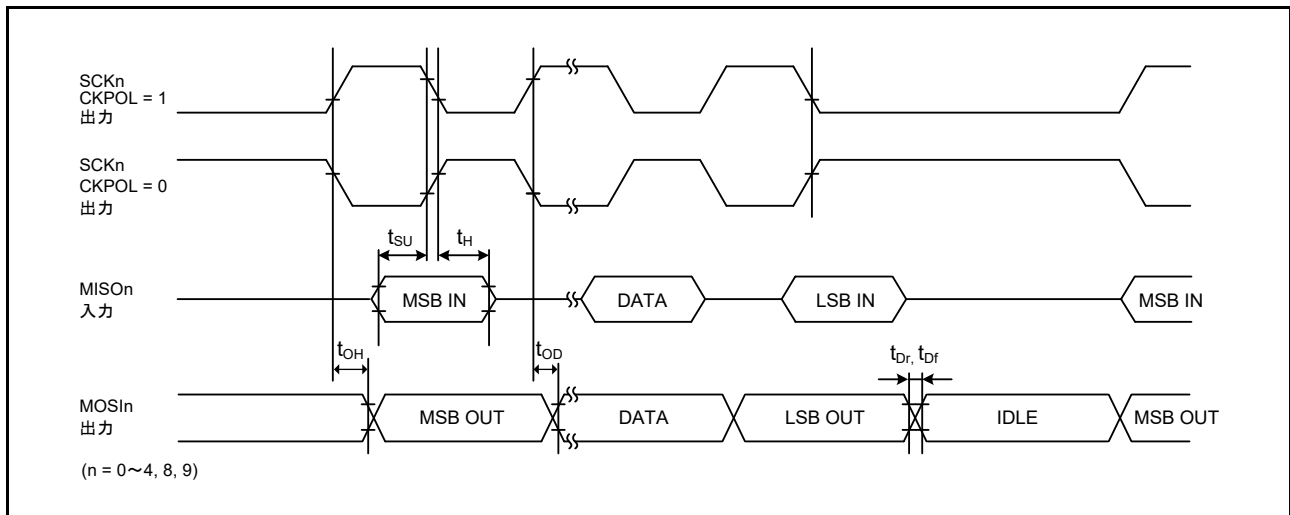 SCKn
CKPOL = 1
出力
SCKn
CKPOL = 0
出力
tSU
tH
MISOn
入力
MSB IN
DATA
LSB IN
MSB IN
tOH
tOD
tDr, tDf
MOSIn
出力
MSB OUT
DATA
LSB OUT
IDLE
MSB OUT
(n = 0～4, 8, 9)